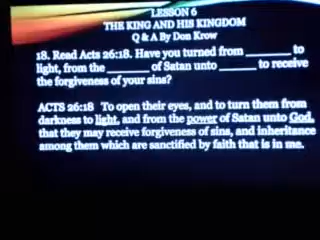 LESSON 6
THE KING AND HIS KINGDOM
Q & A By Don Krow
18. Read Acts 26:18. Have you turned from _______ to
light, from the _______ of Satan unto ______ to receive
the forgiveness of your sins?
ACTS 26:18 To open their eyes, and to turn them from
darkness to light, and from the power of Satan unto God,
that they may receive forgiveness of sins, and inheritance
among them which are sanctified by faith that is in me.